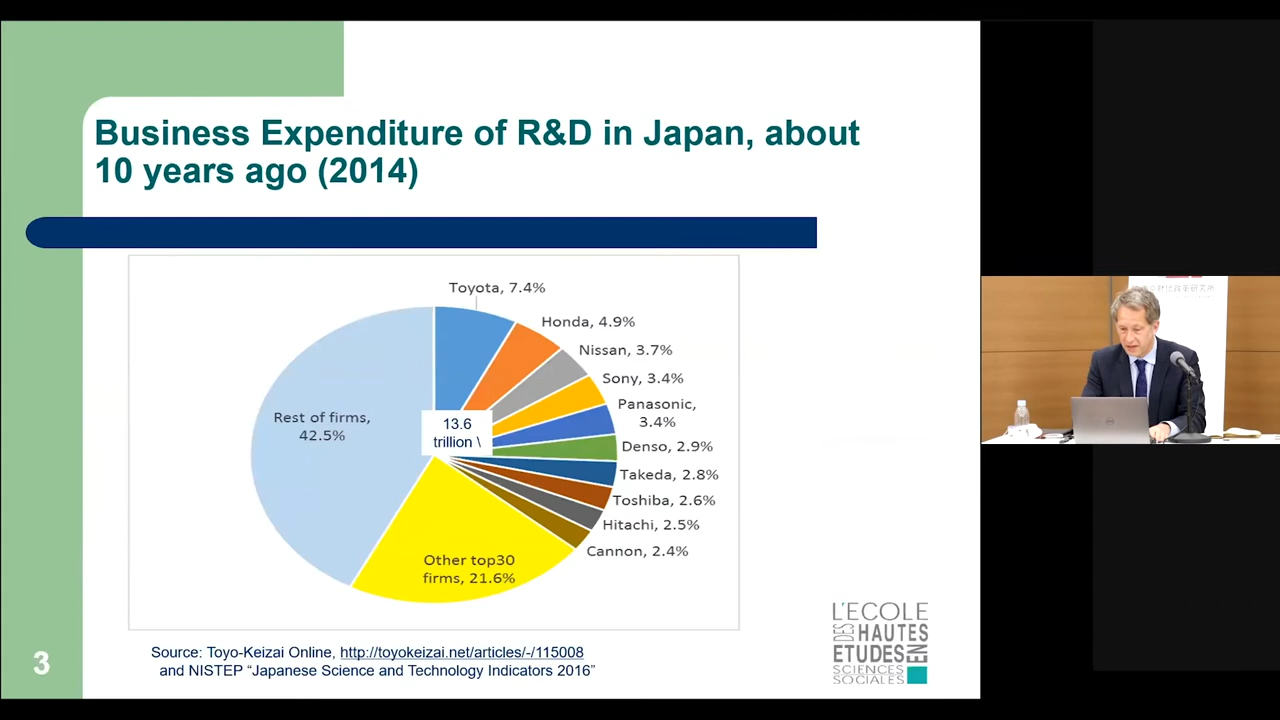 Business Expenditure of R&D in Japan, about
10 years ago (2014)
Toyota, 7.4%
Honda, 4.9%
Nissan, 3.7%
Sony, 3.4%
Panasonic,
3.4%
Denso, 2.9%
Takeda, 2.8%
Toshiba, 2.6%
Hitachi, 2.5%
Cannon, 2.4%
Other top30
firms, 21.6%
Rest of firms,
42.5%
13.6
trillion \
Source: Toyo-Keizai Online, http://toyokeizai.net/articles/-/115008
and NISTEP “Japanese Science and Technology Indicators 2016”
3
L'ECOLE
DES HAUTES
ETUDES EN
SCIENCES
SOCIALES